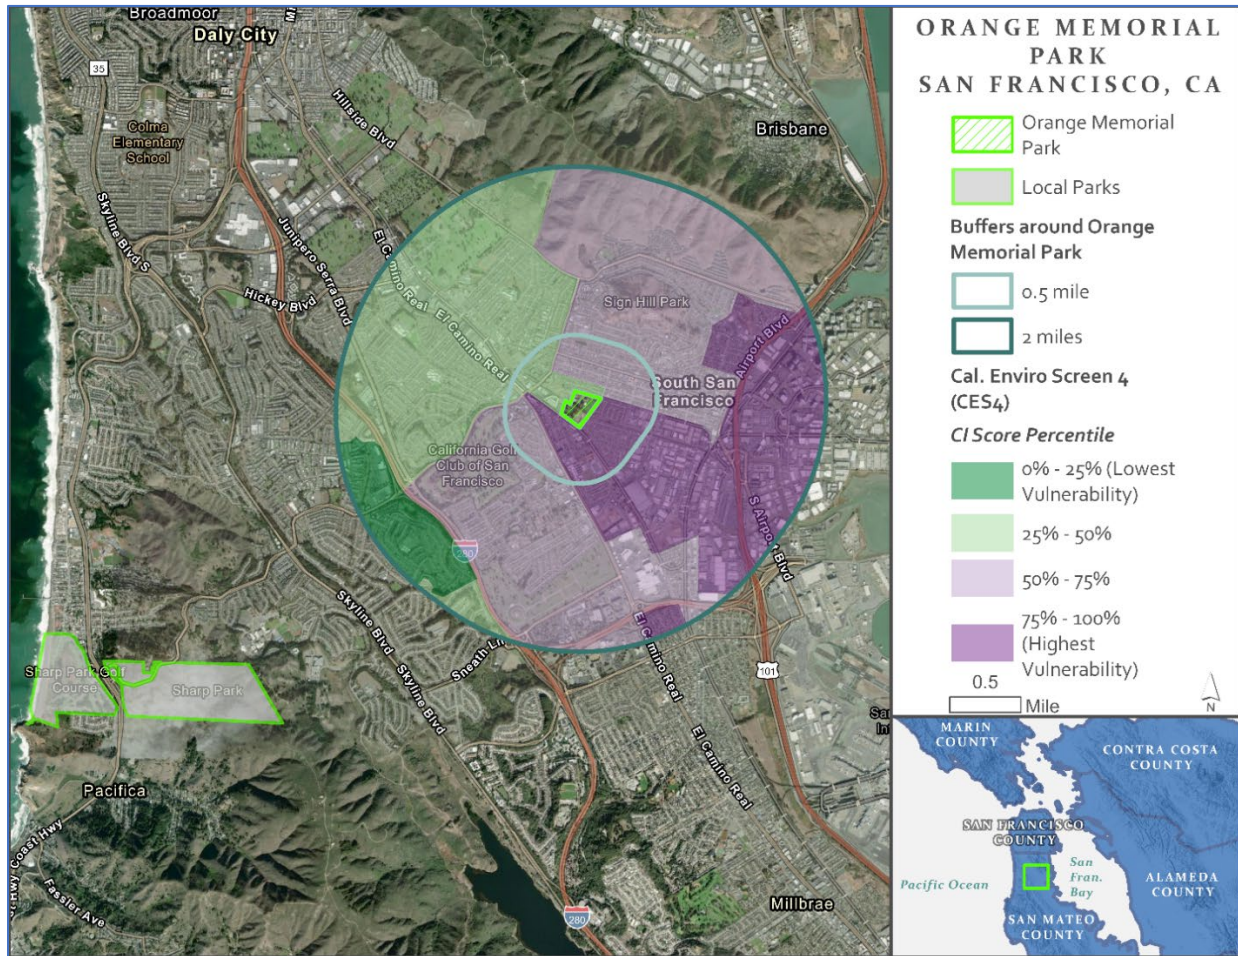 Broadmoor
Daly City
35
Colma
Elementary
School
Hillside Blvd
Brisbane
Skyline Blvd S
Junipero Serra Blvd
El Camino Real
Hickey Blvd
El Camino Real
Sign Hill Park
Airport Blvd
South San
Francisco
California Golf
Club of San
Francisco
S Airport Blvd
280
Skyline Blvd
Sneath Ln
El Camino Real
101
Skyline Blvd
Sharp Park Golf
Course
Sharp Park
El Camino Real
Pacifica
Hwy Coast Hwy
Fassler Ave
280
Millbrae
ORANGE MEMORIAL
PARK
SAN FRANCISCO, CA
Orange Memorial
Park
Local Parks
Buffers around Orange
Memorial Park
0.5 mile
2 miles
Cal. Enviro Screen 4
(CES4)
CI Score Percentile
0% - 25% (Lowest
Vulnerability)
25% - 50%
50% - 75%
75% - 100%
(Highest
Vulnerability)
0.5
Mile
N
MARIN
COUNTY
CONTRA COSTA
COUNTY
SAN FRANCISCO
COUNTY
San
Fran.
Bay
Pacific Ocean
ALAMEDA
COUNTY
SAN MATEO
COUNTY